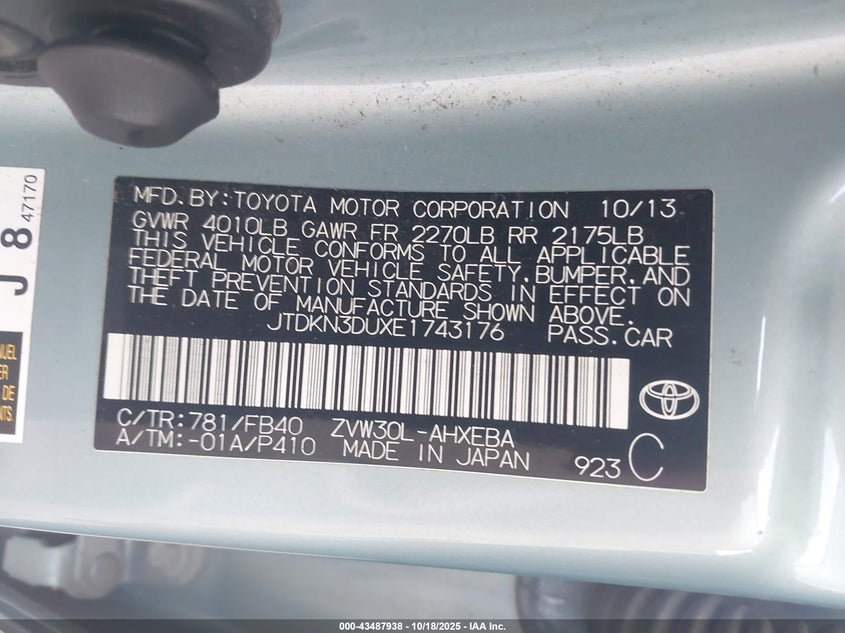 MFD.BY:TOYOTA MOTOR CORPORATION 10/13
GVWR 4010LB GAWR FR 2270LB RR 2175LB
THIS VEHICLE CONFORMS TO ALL APPLICABLE
FEDERAL MOTOR VEHICLE SAFETY,BUMPER,AND
THEFT PREVENTION STANDARDS IN EFFECT ON
THE DATE OF MANUFACTURE SHOWN ABOVE.
JTDKN3DUXE1743176 PASS.CAR
C/TR:781/FB40 ZVW30L-AHXEBA
A/TM:-01A/P410 MADE IN JAPAN 923 C
J 8 47170
DE
000-43487938 - 10/18/2025 - IAA Inc.